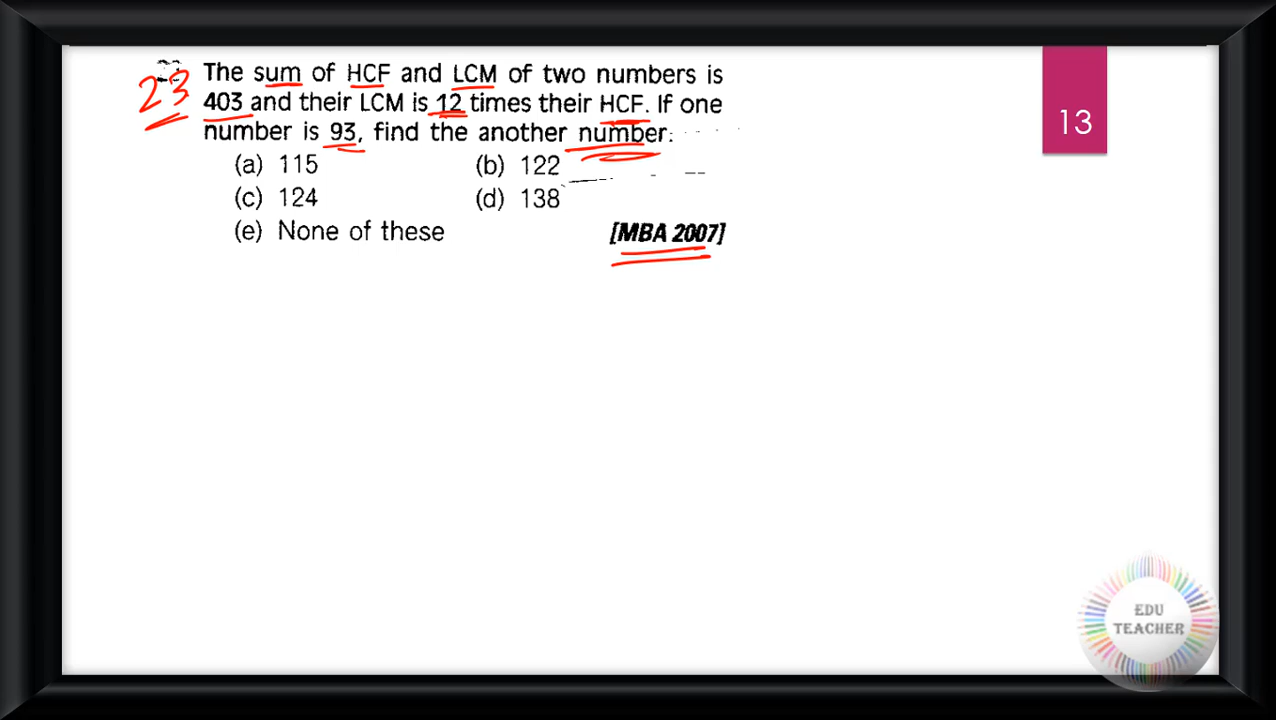 23 The sum of HCF and LCM of two numbers is
403 and their LCM is 12 times their HCF. If one
number is 93, find the another number.
(a) 115 (b) 122
(c) 124 (d) 138
(e) None of these [MBA 2007]
13
EDU
TEACHER